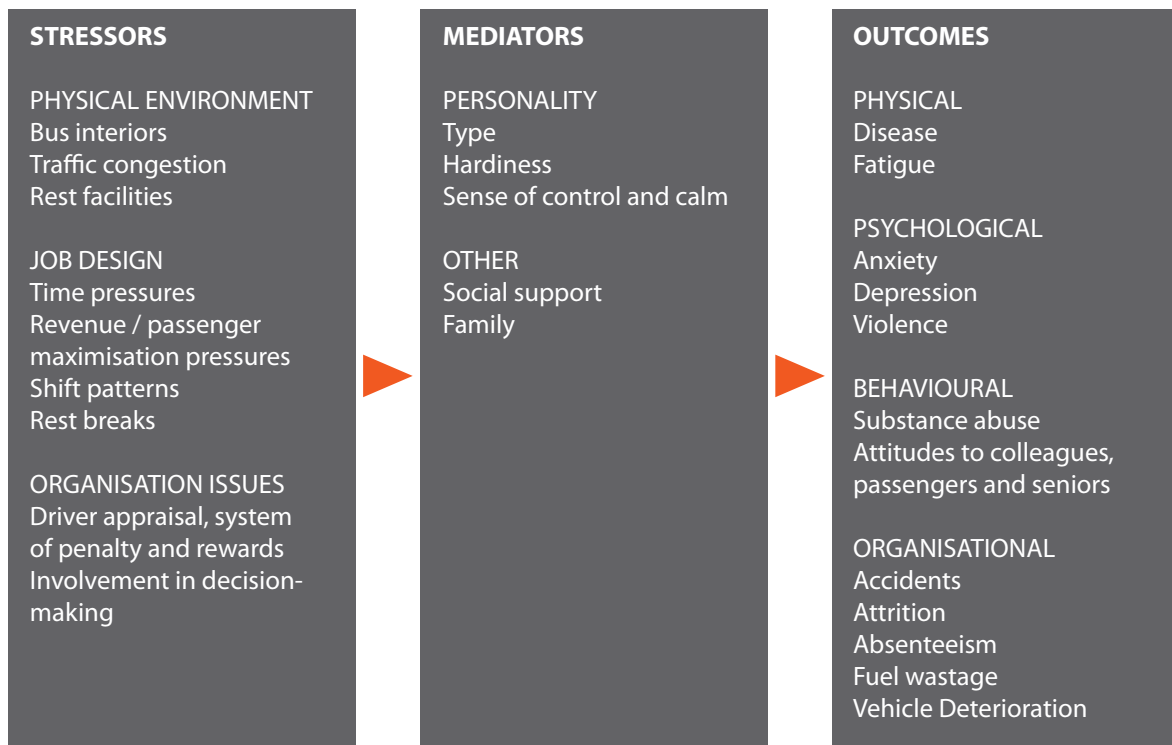 STRESSORS
PHYSICAL ENVIRONMENT
Bus interiors
Traffic congestion
Rest facilities
JOB DESIGN
Time pressures
Revenue / passenger
maximisation pressures
Shift patterns
Rest breaks
ORGANISATION ISSUES
Driver appraisal, system
of penalty and rewards
Involvement in decision-
making
MEDIATORS
PERSONALITY
Type
Hardiness
Sense of control and calm
OTHER
Social support
Family
OUTCOMES
PHYSICAL
Disease
Fatigue
PSYCHOLOGICAL
Anxiety
Depression
Violence
BEHAVIOURAL
Substance abuse
Attitudes to colleagues,
passengers and seniors
ORGANISATIONAL
Accidents
Attrition
Absenteeism
Fuel wastage
Vehicle Deterioration